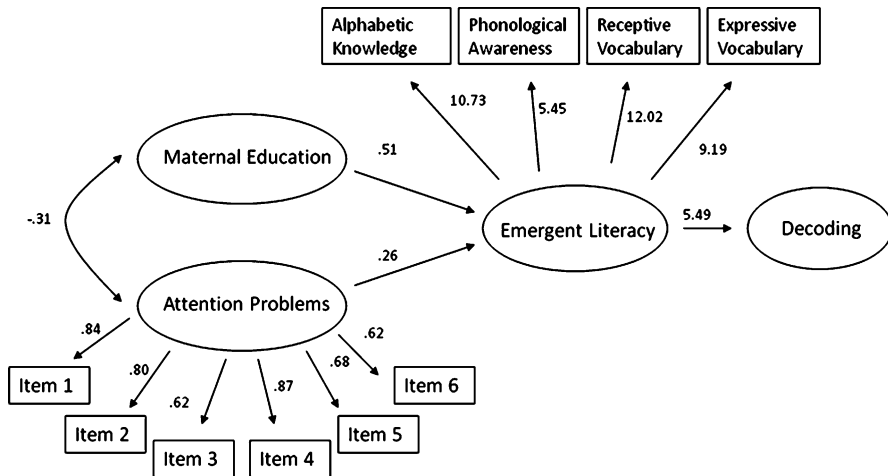 Alphabetic
Knowledge
Phonological
Awareness
Receptive
Vocabulary
Expressive
Vocabulary
10.73
5.45
12.02
9.19
Maternal Education
.51
-.31
Emergent Literacy
5.49
Decoding
.26
Attention Problems
.84
.80
.62
.87
.68
.62
Item 1
Item 2
Item 3
Item 4
Item 5
Item 6